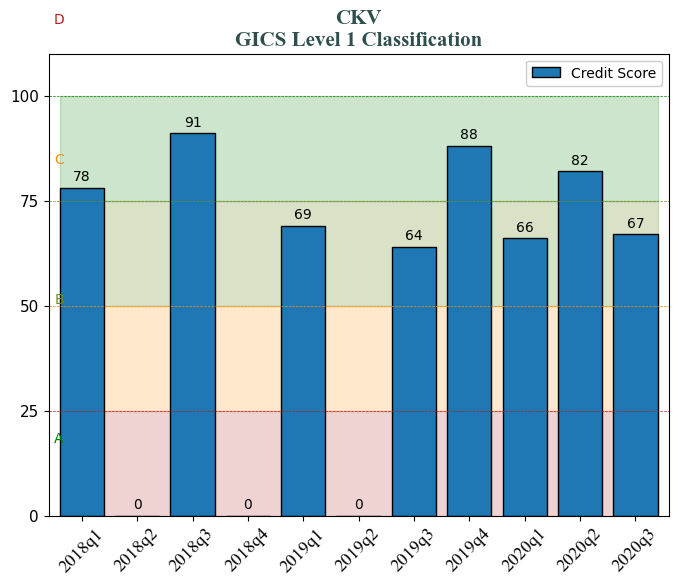 D
CKV
GICS Level 1 Classification
Credit Score
100
75
50
25
0
C
B
A
78
0
91
0
69
0
64
88
66
82
67
2018q1
2018q2
2018q3
2018q4
2019q1
2019q2
2019q3
2019q4
2020q1
2020q2
2020q3